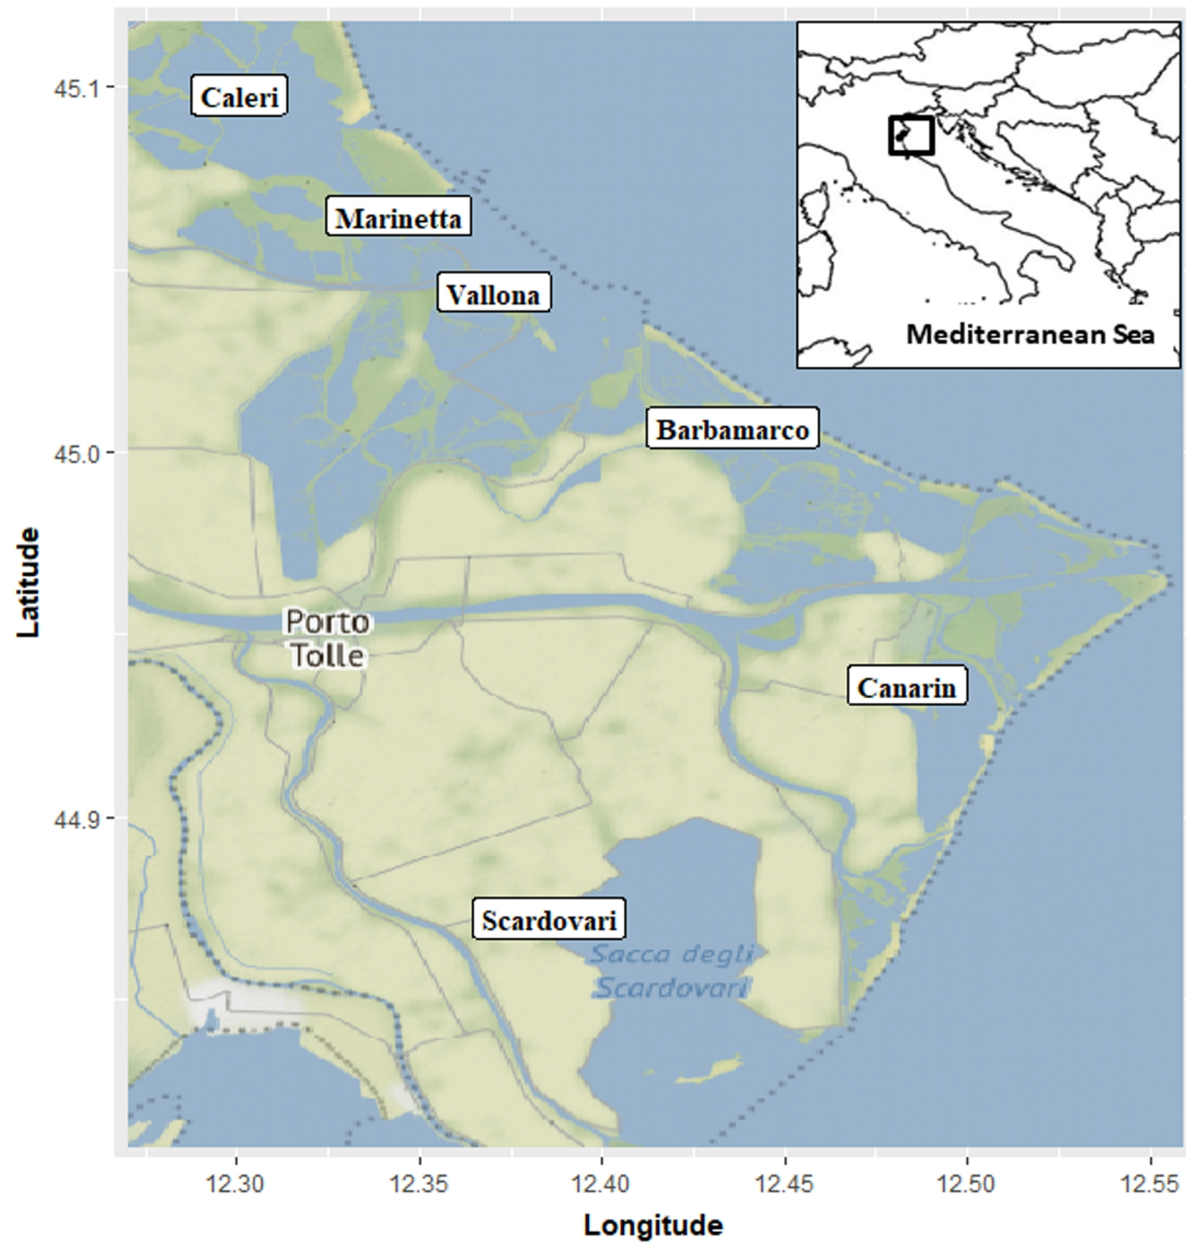 Caleri
Marinetta
Vallona
Barbamarco
Canarin
Scardovari
Porto
Tolle
Sacca degli
Scardovari
Mediterranean Sea
45.1
45.0
44.9
Latitude
12.30
12.35
12.40
12.45
12.50
12.55
Longitude